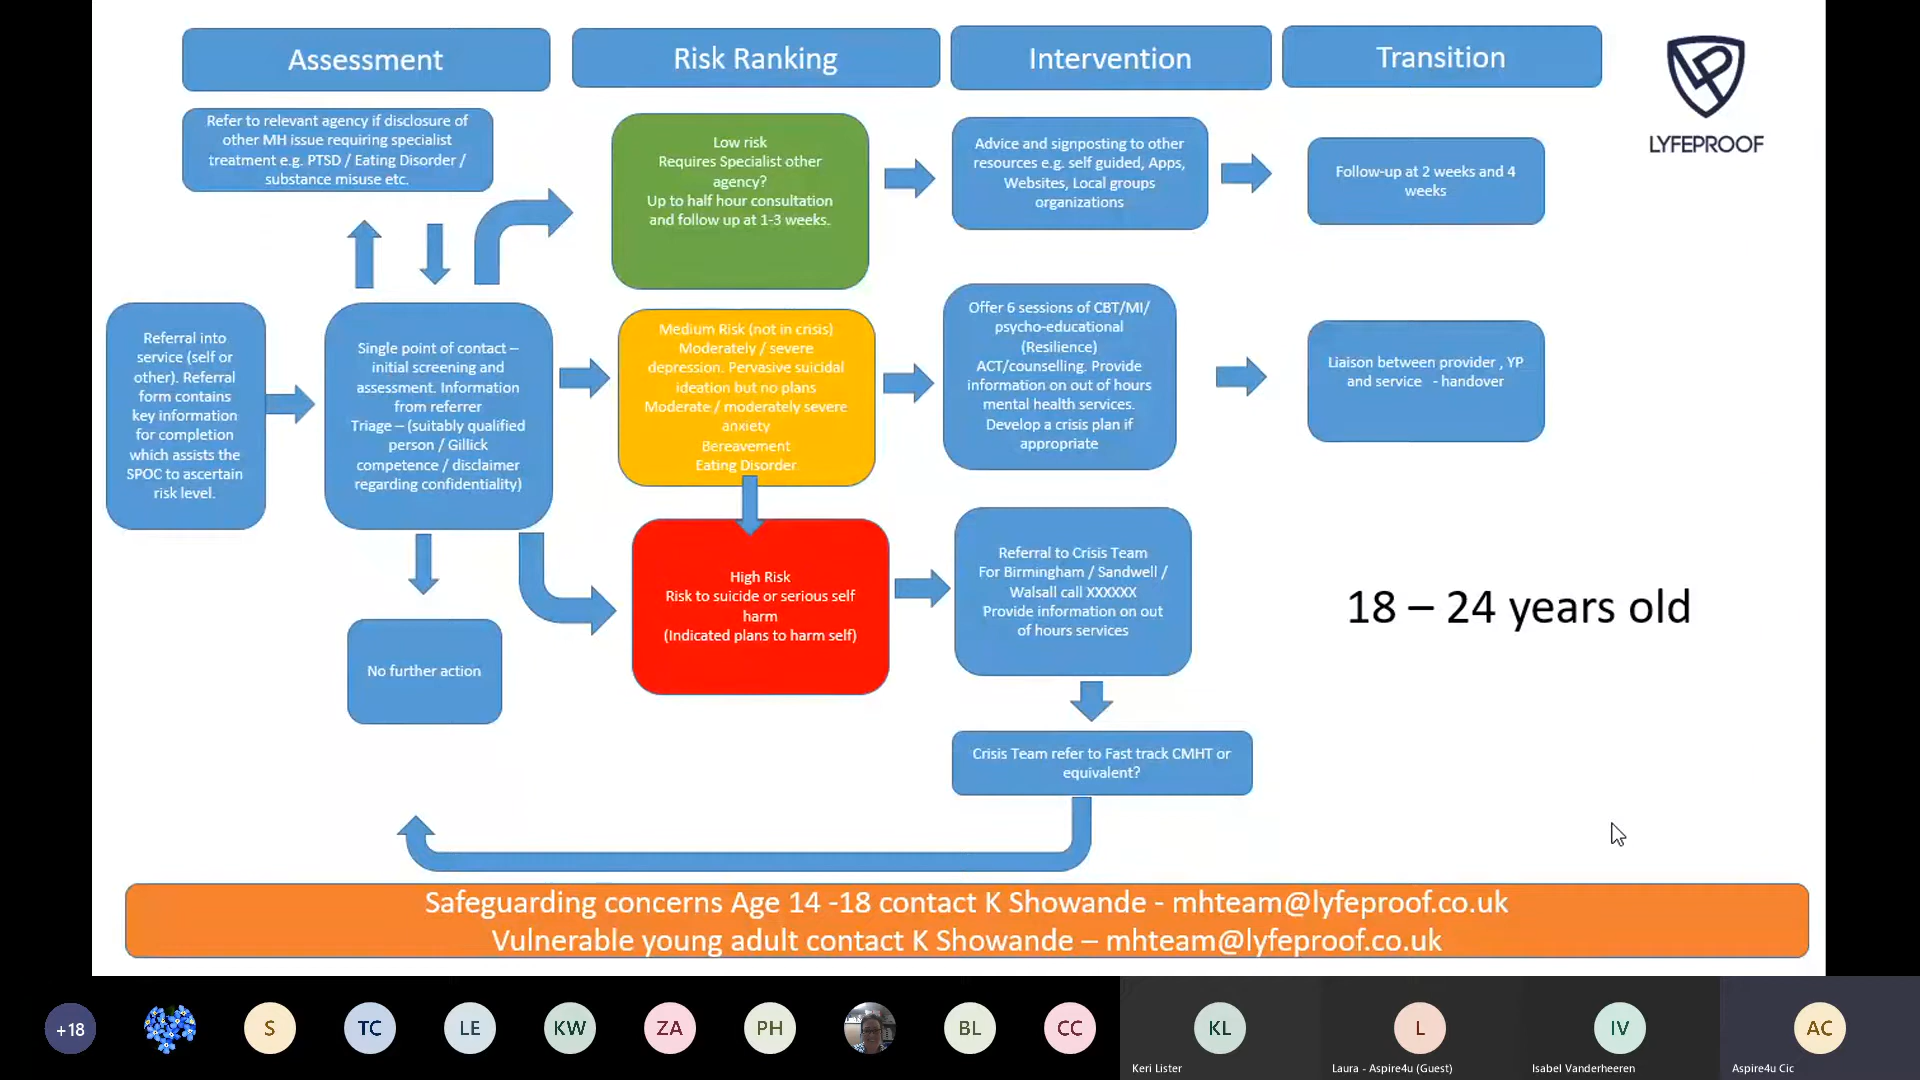 Assessment
Risk Ranking
Intervention
Transition
LYFEPROOF
Refer to relevant agency if disclosure of
other MH issue requiring specialist
treatment e.g. PTSD / Eating Disorder /
substance misuse etc.
Low risk
Requires Specialist other
agency?
Up to half hour consultation
and follow up at 1-3 weeks.
Advice and signposting to other
resources e.g. self guided, Apps,
Websites, Local groups
organizations
Follow-up at 2 weeks and 4
weeks
Referral into
service (self or
other). Referral
form contains
key information
for completion
which assists the
SPOC to ascertain
risk level.
Single point of contact –
initial screening and
assessment. Information
from referrer
Triage – (suitably qualified
person / Gillick
competence / disclaimer
regarding confidentiality)
Medium Risk (not in crisis)
Moderately / severe
depression. Pervasive suicidal
ideation but no plans
Moderate / moderately severe
anxiety
Bereavement
Eating Disorder
Offer 6 sessions of CBT/MI/
psycho-educational
(Resilience)
ACT/counselling. Provide
information on out of hours
mental health services.
Develop a crisis plan if
appropriate
Liaison between provider , YP
and service - handover
High Risk
Risk to suicide or serious self
harm
(Indicated plans to harm self)
Referral to Crisis Team
For Birmingham / Sandwell /
Walsall call XXXXXX
Provide information on out
of hours services
18 – 24 years old
No further action
Crisis Team refer to Fast track CMHT or
equivalent?
Safeguarding concerns Age 14 -18 contact K Showande - mhteam@lyfeproof.co.uk
Vulnerable young adult contact K Showande – mhteam@lyfeproof.co.uk
+18
S
TC
LE
KW
ZA
PH
BL
CC
KL
L
IV
AC
Keri Lister
Laura - Aspire4u (Guest)
Isabel Vanderheeren
Aspire4u Cic